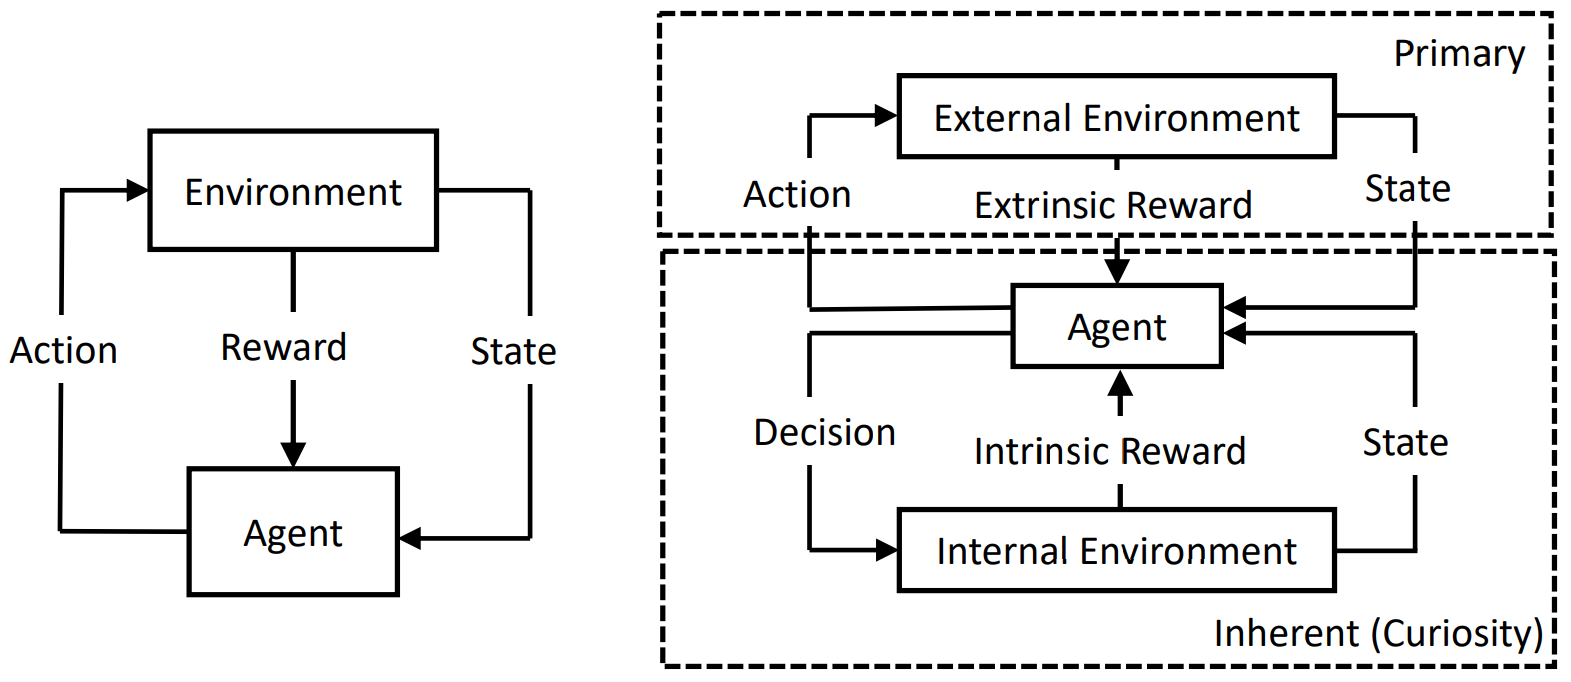 Environment
Action
Reward
State
Agent
Primary
External Environment
Action
Extrinsic Reward
State
Agent
Decision
Intrinsic Reward
State
Internal Environment
Inherent (Curiosity)